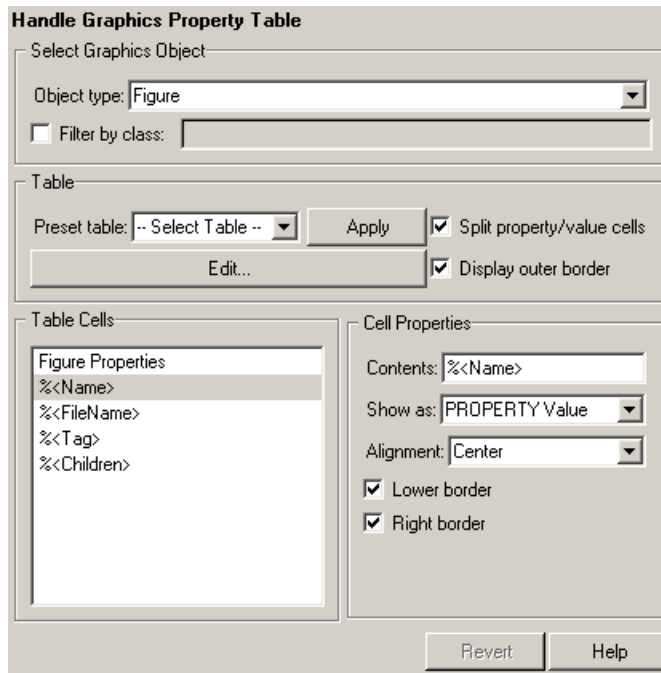 Handle Graphics Property Table
Select Graphics Object
Object type: Figure
Filter by class:
Table
Preset table: -- Select Table -- Apply Split property/value cells
Edit... Display outer border
Table Cells
Figure Properties
%<Name>
%<FileName>
%<Tag>
%<Children>
Cell Properties
Contents: %<Name>
Show as: PROPERTY Value
Alignment: Center
Lower border
Right border
Revert Help